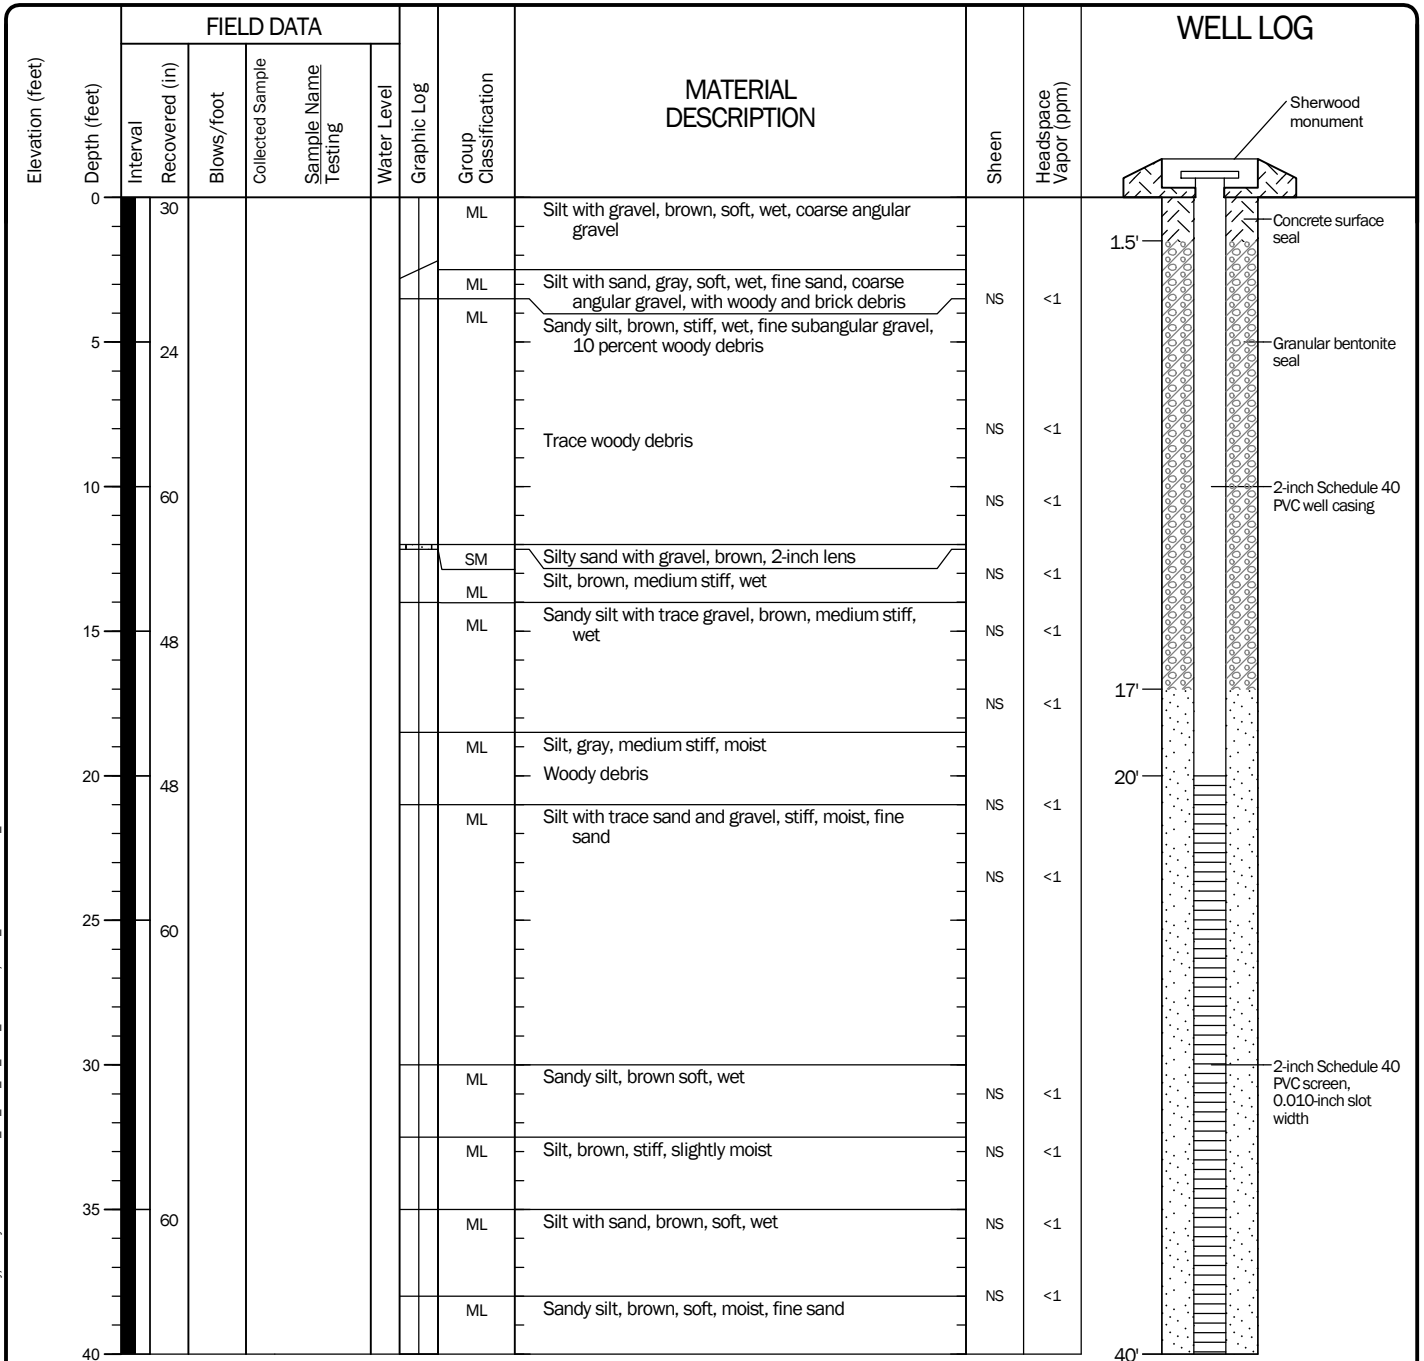 FIELD DATA
WELL LOG
Elevation (feet)
Depth (feet)
Interval
Recovered (in)
Blows/foot
Collected Sample
Sample Name
Testing
Water Level
Graphic Log
Group
Classification
MATERIAL
DESCRIPTION
Sheen
Headspace
Vapor (ppm)
Sherwood
monument
0
30
ML
Silt with gravel, brown, soft, wet, coarse angular
gravel
Concrete surface
seal
1.5'
ML
Silt with sand, gray, soft, wet, fine sand, coarse
angular gravel, with woody and brick debris
NS
<1
ML
Sandy silt, brown, stiff, wet, fine subangular gravel,
10 percent woody debris
5
24
Granular bentonite
seal
Trace woody debris
NS
<1
10
60
NS
<1
2-inch Schedule 40
PVC well casing
SM
Silty sand with gravel, brown, 2-inch lens
NS
<1
ML
Silt, brown, medium stiff, wet
ML
Sandy silt with trace gravel, brown, medium stiff,
wet
15
48
NS
<1
17'
NS
<1
ML
Silt, gray, medium stiff, moist
Woody debris
20
48
20'
NS
<1
ML
Silt with trace sand and gravel, stiff, moist, fine
sand
NS
<1
25
60
30
ML
Sandy silt, brown soft, wet
NS
<1
2-inch Schedule 40
PVC screen,
0.010-inch slot
width
ML
Silt, brown, stiff, slightly moist
NS
<1
35
60
ML
Silt with sand, brown, soft, wet
NS
<1
NS
<1
ML
Sandy silt, brown, soft, moist, fine sand
40
40'